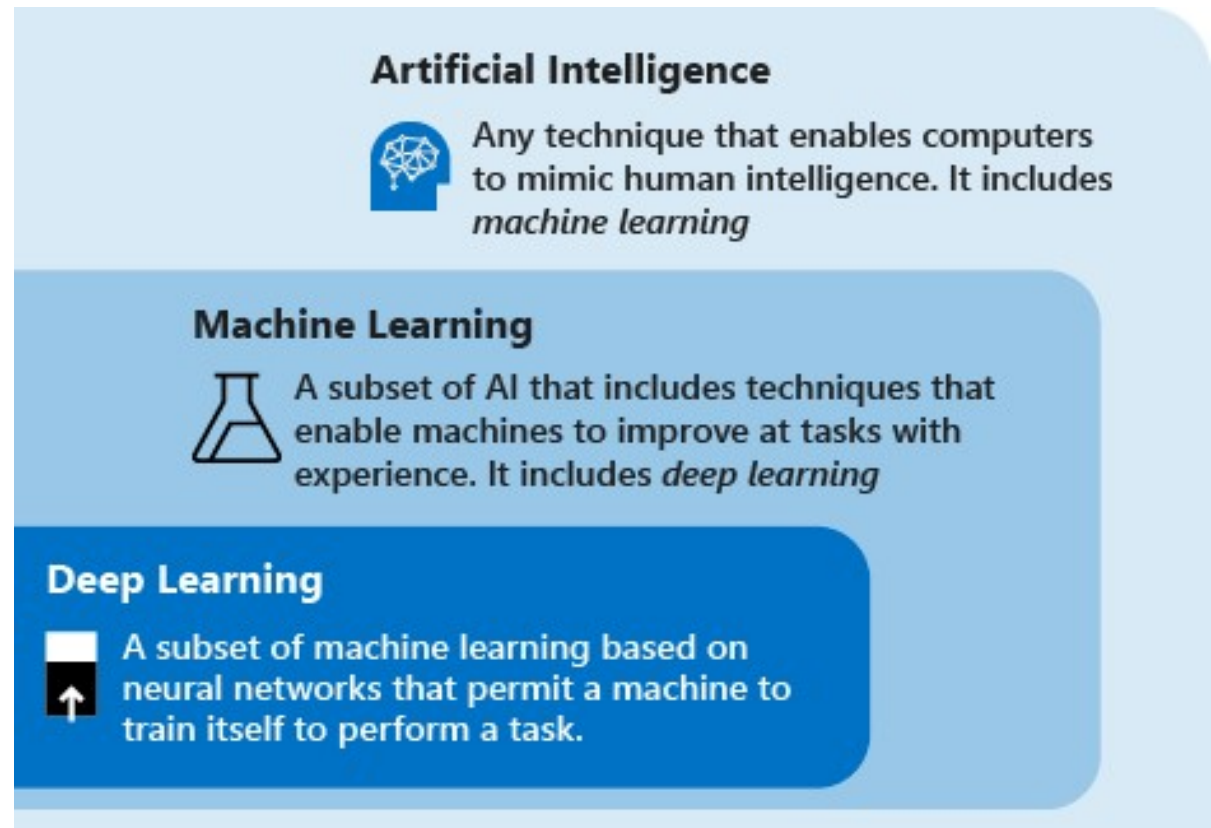 Artificial Intelligence
Any technique that enables computers
to mimic human intelligence. It includes
machine learning
Machine Learning
A subset of AI that includes techniques that
enable machines to improve at tasks with
experience. It includes deep learning
Deep Learning
A subset of machine learning based on
neural networks that permit a machine to
train itself to perform a task.